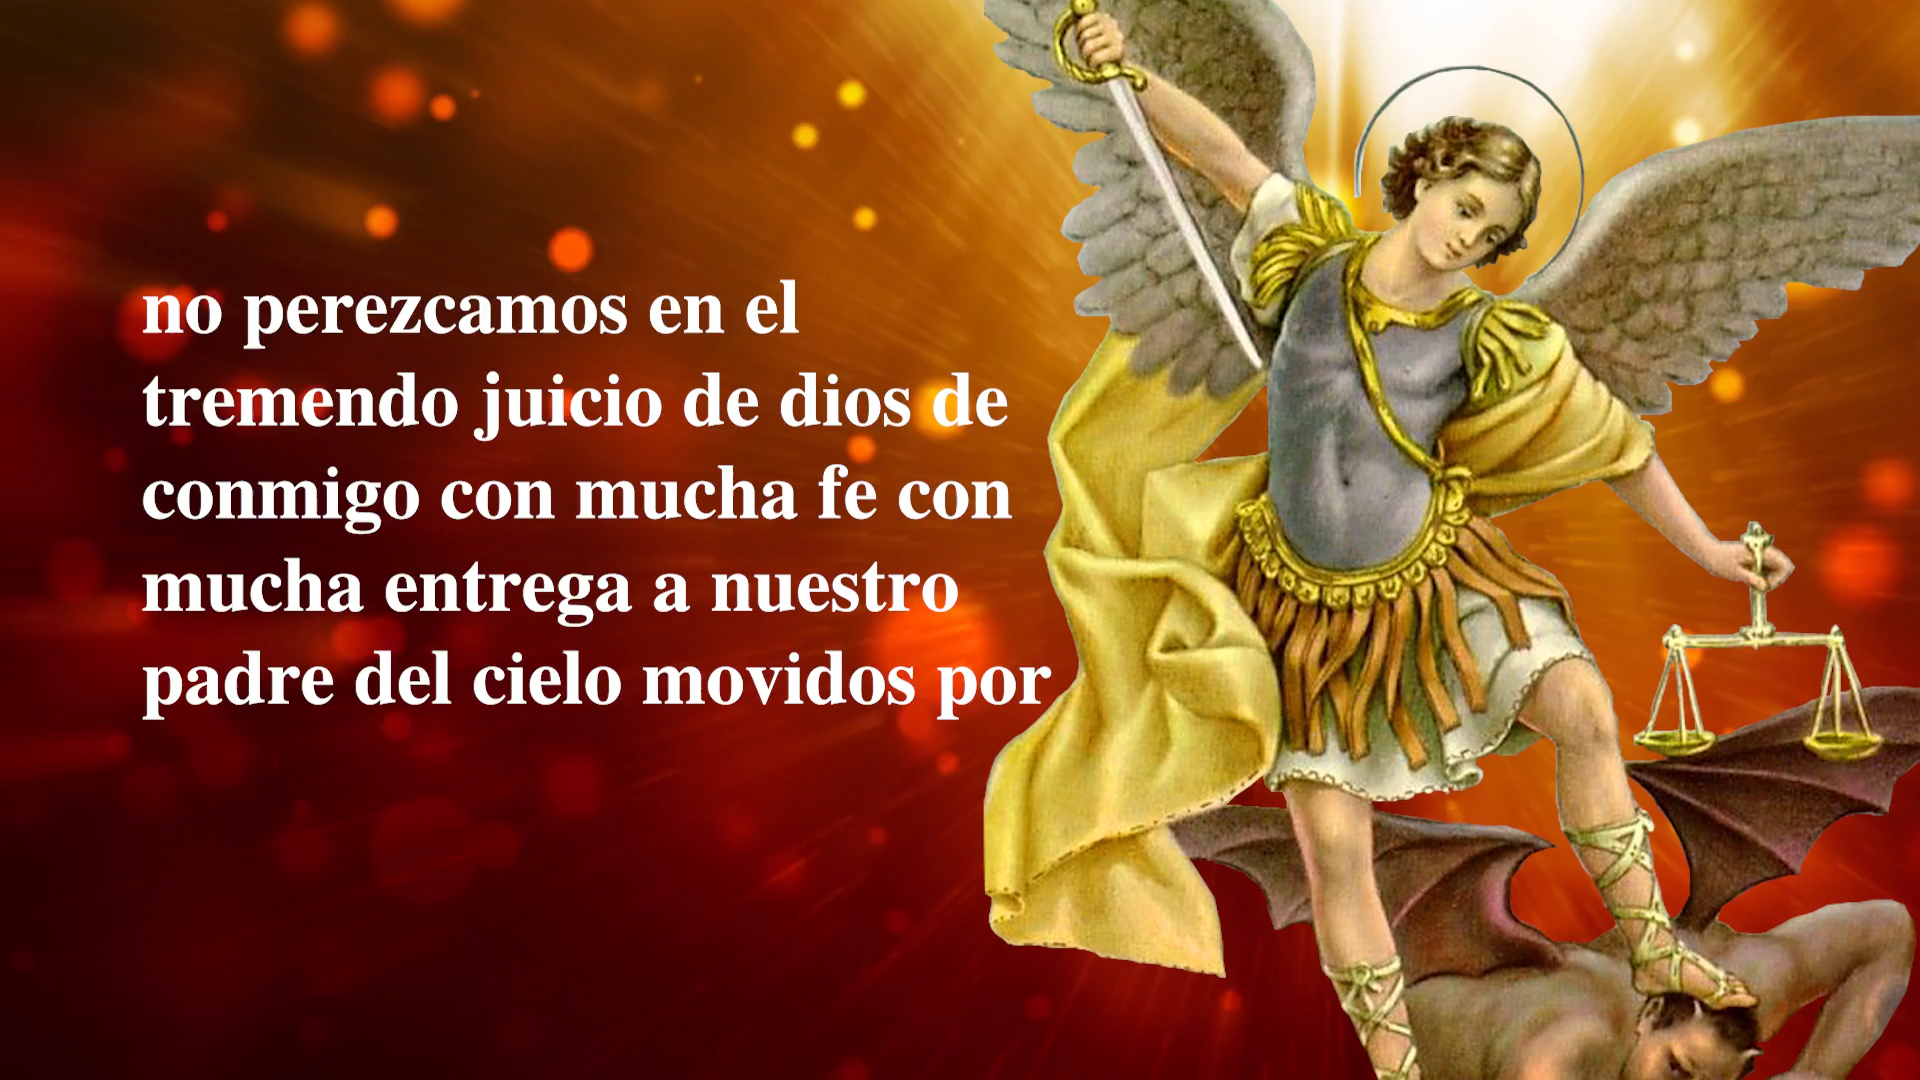 no perezcamos en el
tremendo juicio de dios de
conmigo con mucha fe con
mucha entrega a nuestro
padre del cielo movidos por